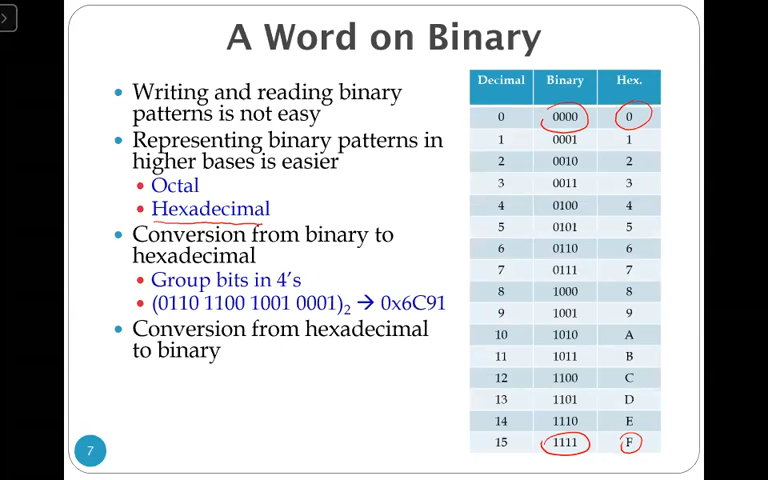 A Word on Binary
• Writing and reading binary
patterns is not easy
• Representing binary patterns in
higher bases is easier
• Octal
• Hexadecimal
• Conversion from binary to
hexadecimal
• Group bits in 4's
• (0110 1100 1001 0001)₂ → 0x6C91
• Conversion from hexadecimal
to binary
7
Decimal Binary Hex.
0 0000 0
1 0001 1
2 0010 2
3 0011 3
4 0100 4
5 0101 5
6 0110 6
7 0111 7
8 1000 8
9 1001 9
10 1010 A
11 1011 B
12 1100 C
13 1101 D
14 1110 E
15 1111 F